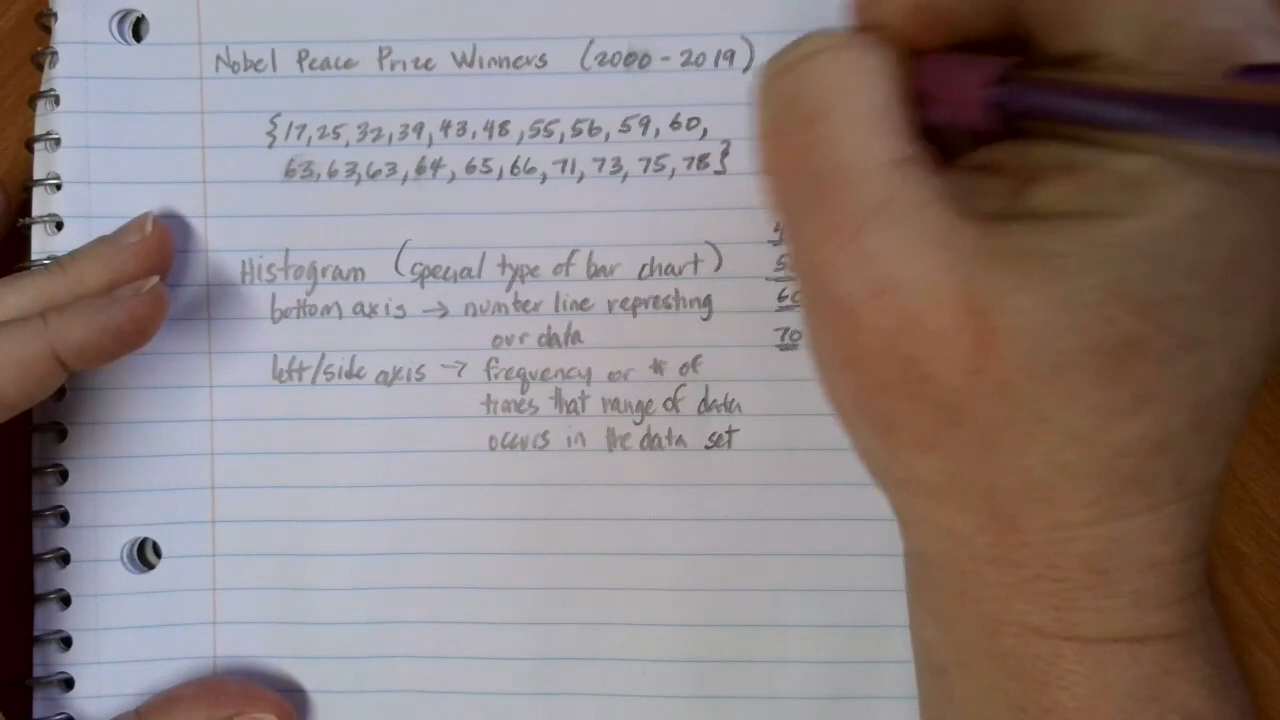 Nobel Peace Prize Winners (2000-2019)
{17,25,32,39,43,48,55,56,59,60,
63,63,63,64,65,66,71,73,75,78}
Histogram (special type of bar chart)
bottom axis → number line represting
our data
70
left/side axis → frequency or # of
times that range of data
occurs in the data set